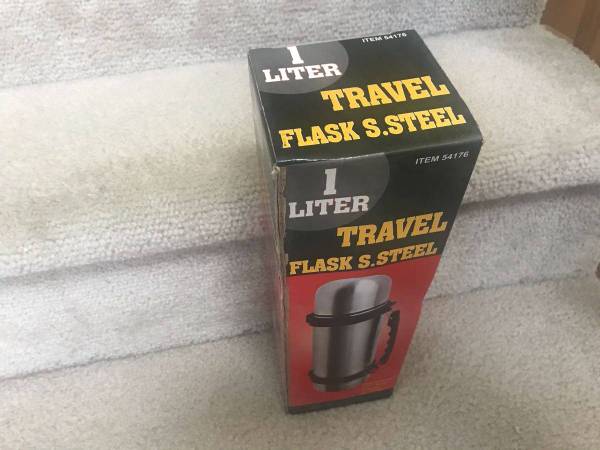 ITEM 54176
1
LITER
TRAVEL
FLASK S.STEEL
ITEM 54176
1
LITER
TRAVEL
FLASK S.STEEL